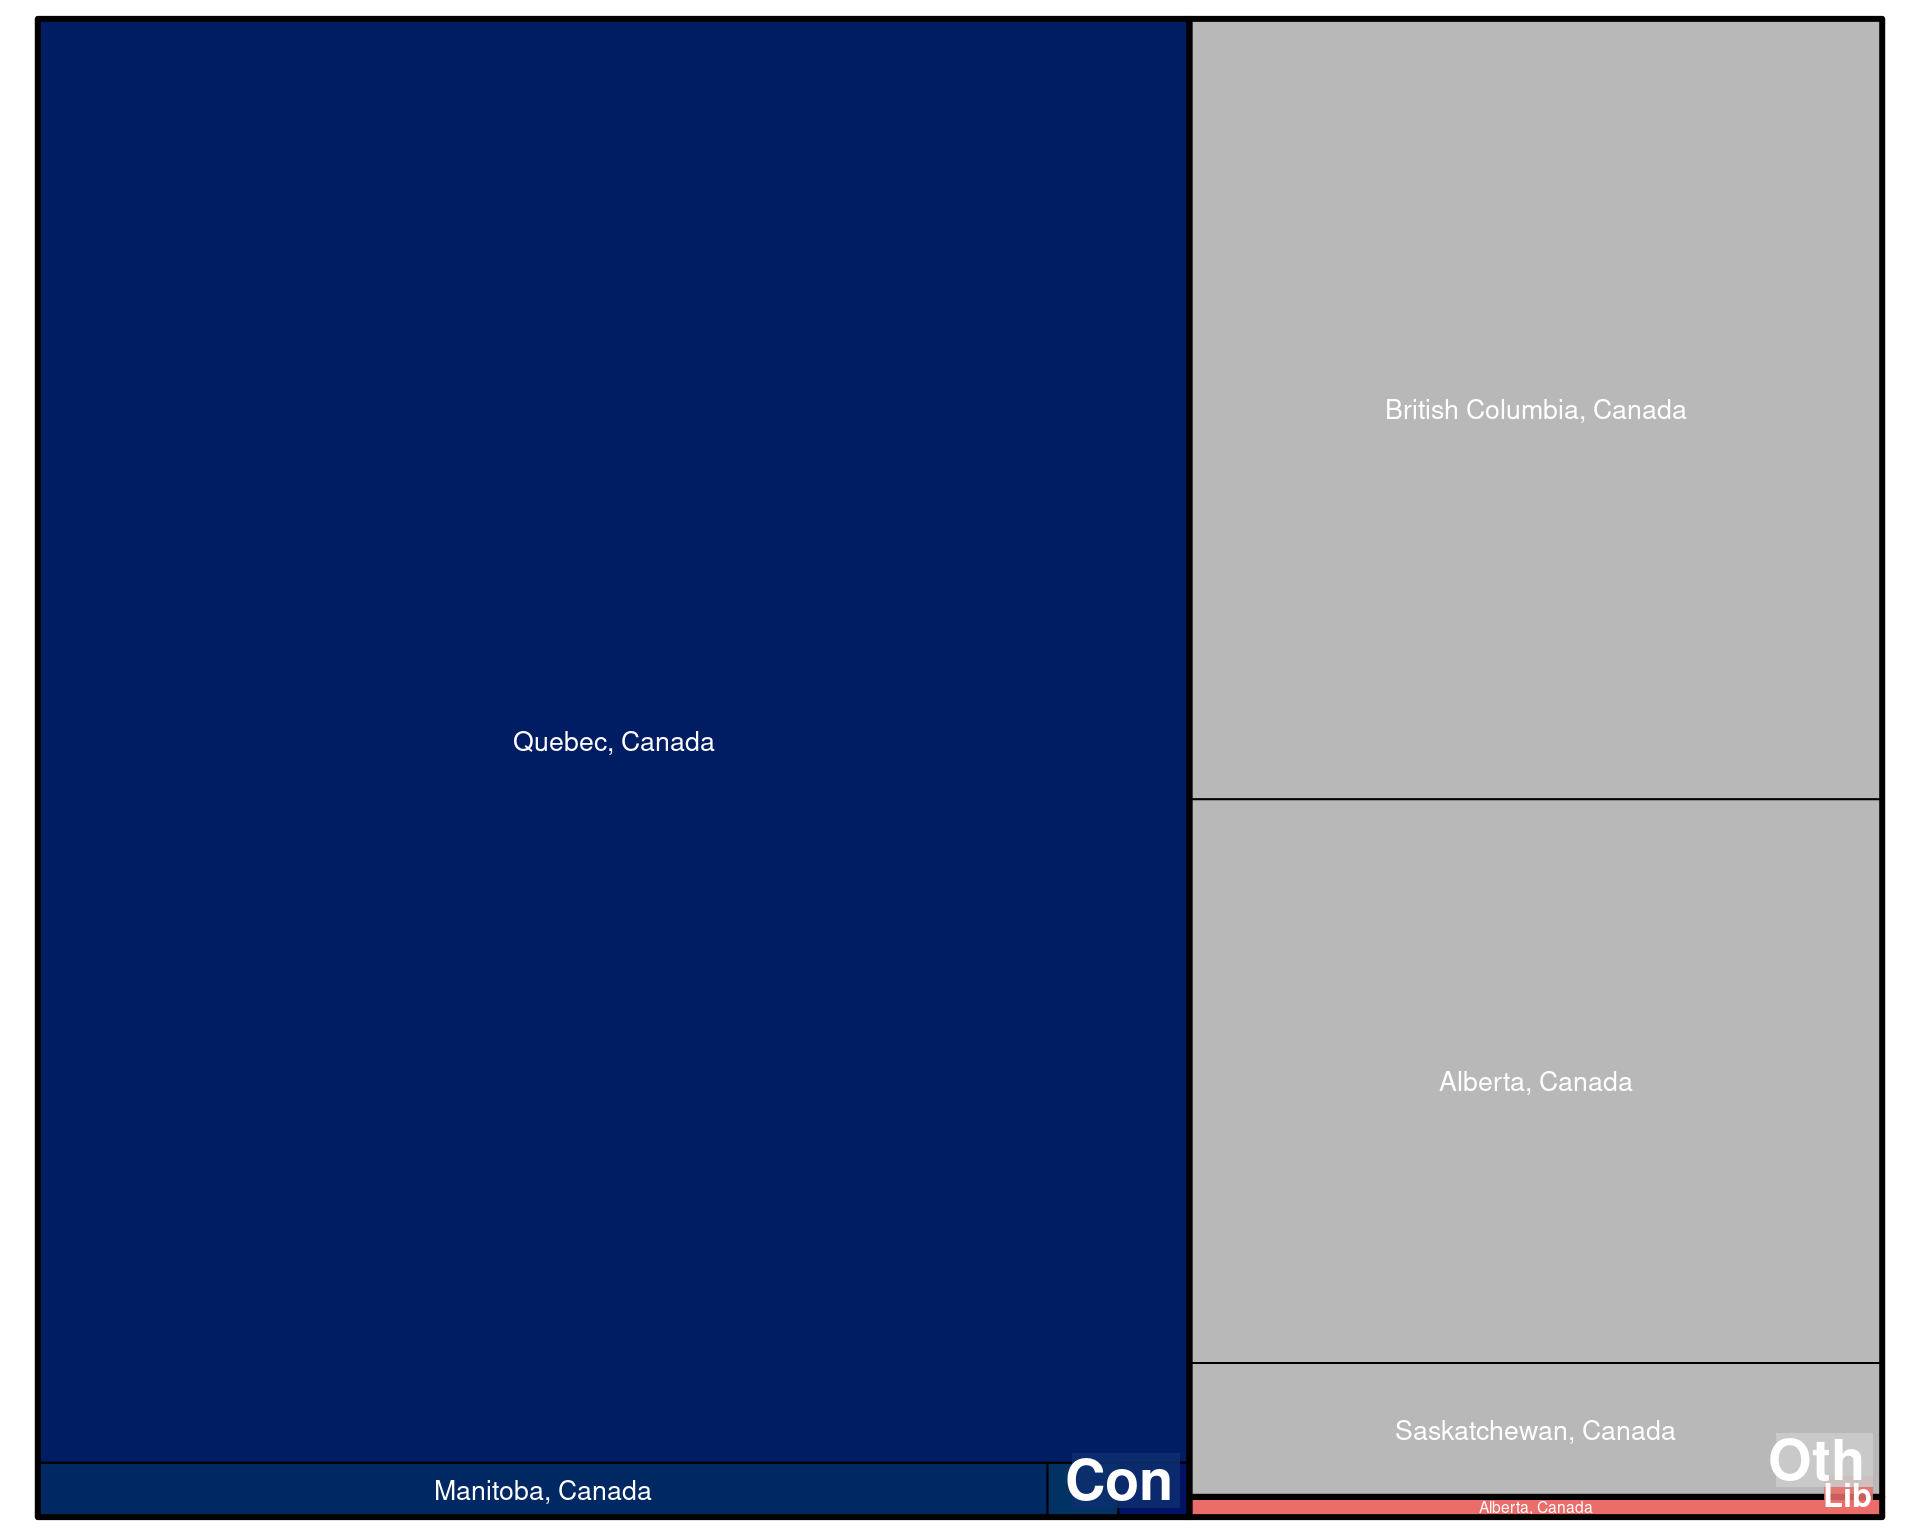 Quebec, Canada
Manitoba, Canada
Con
British Columbia, Canada
Alberta, Canada
Saskatchewan, Canada
Oth
Lib
Alberta, Canada